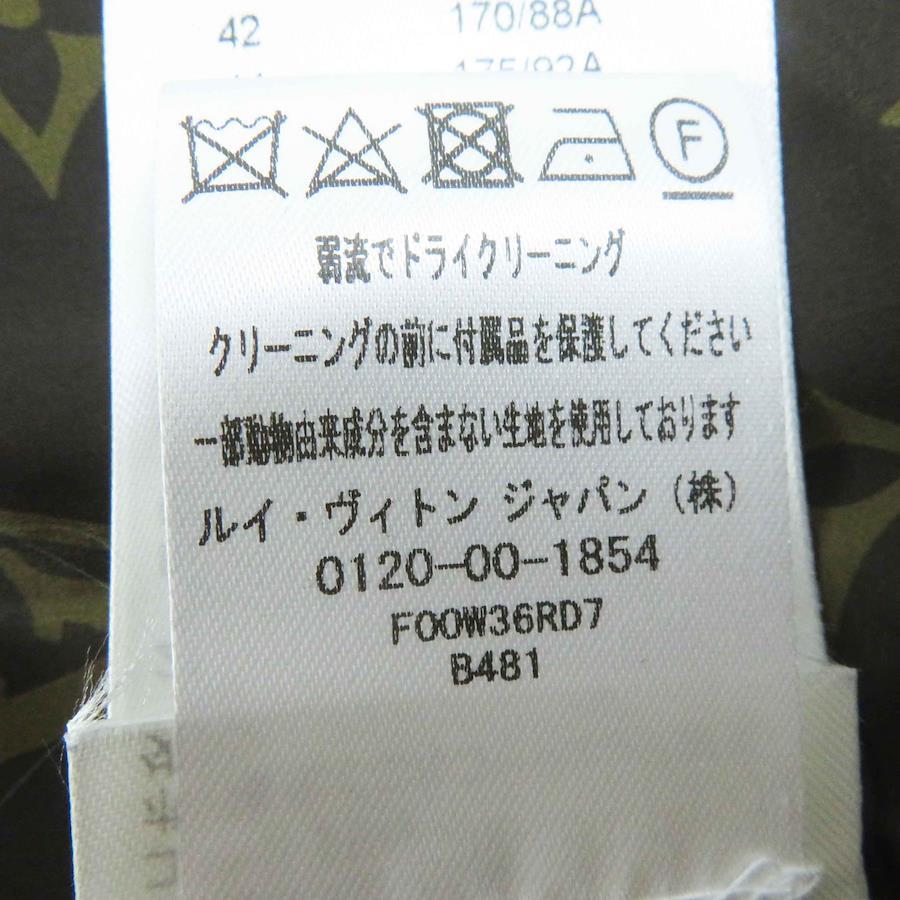 42 170/88A
175/92A
F
弱流でドライクリーニング
クリーニングの前に付属品を保護してください
一部動物由来成分を含まない生地を使用しております
ルイ・ヴィトン ジャパン（株）
0120-00-1854
F00W36RD7
B481